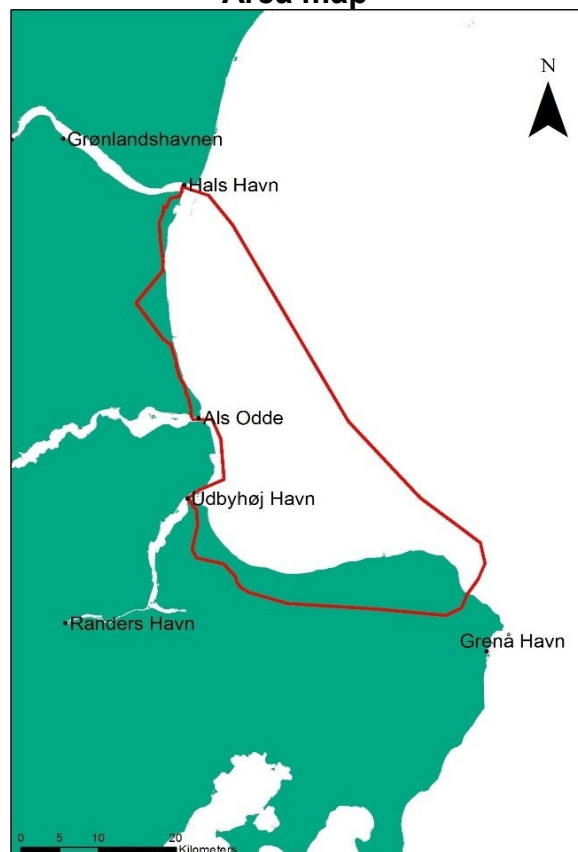 Area map
N
Grønlandshavnen
Hals Havn
Als Odde
Udbyhøj Havn
Randers Havn
Grenå Havn
0 5 10 20
Kilometers